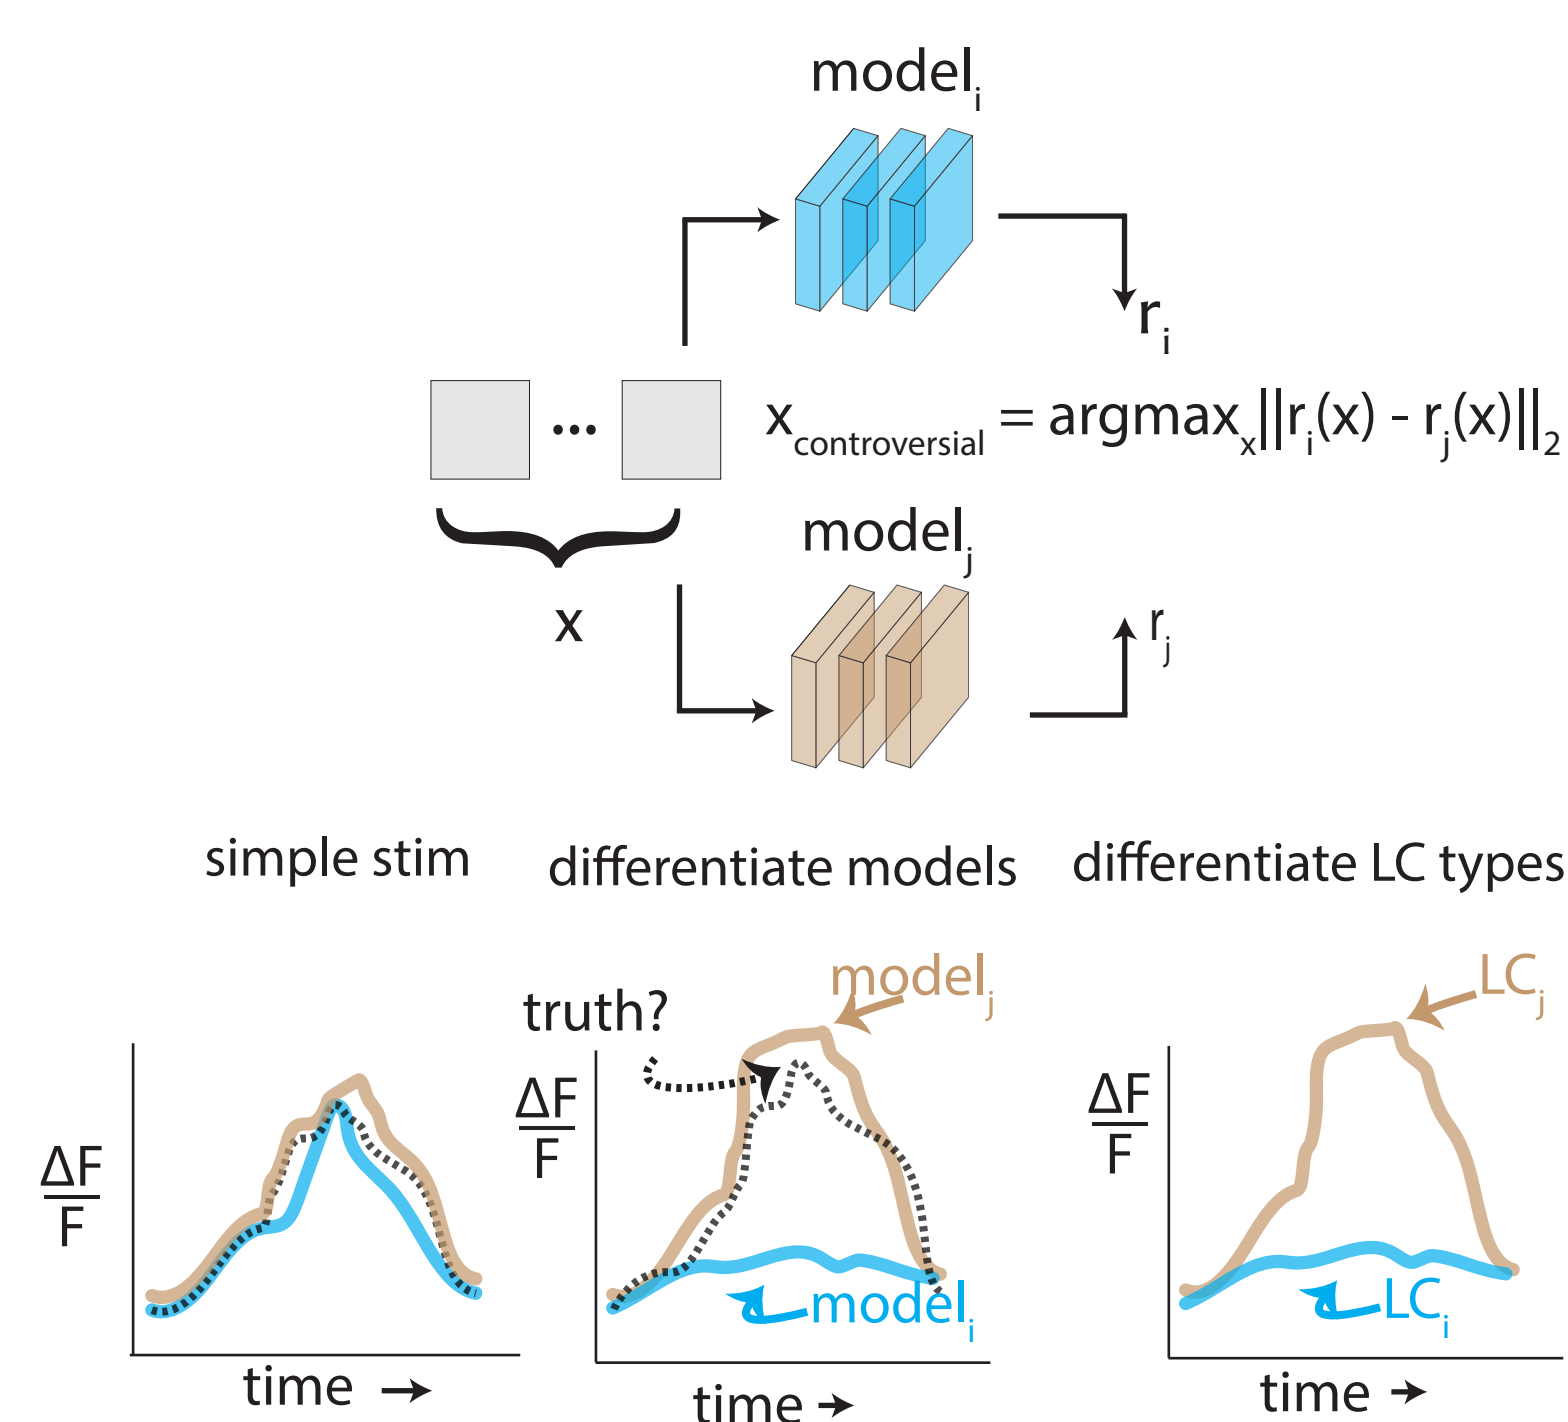 model_i
r_i
...
x_controversial = argmax_x||r_i(x) - r_j(x)||_2
model_j
x
r_j
simple stim
differentiate models
differentiate LC types
ΔF
F
time
truth?
model_j
ΔF
F
model_i
time
LC_j
ΔF
F
LC_i
time